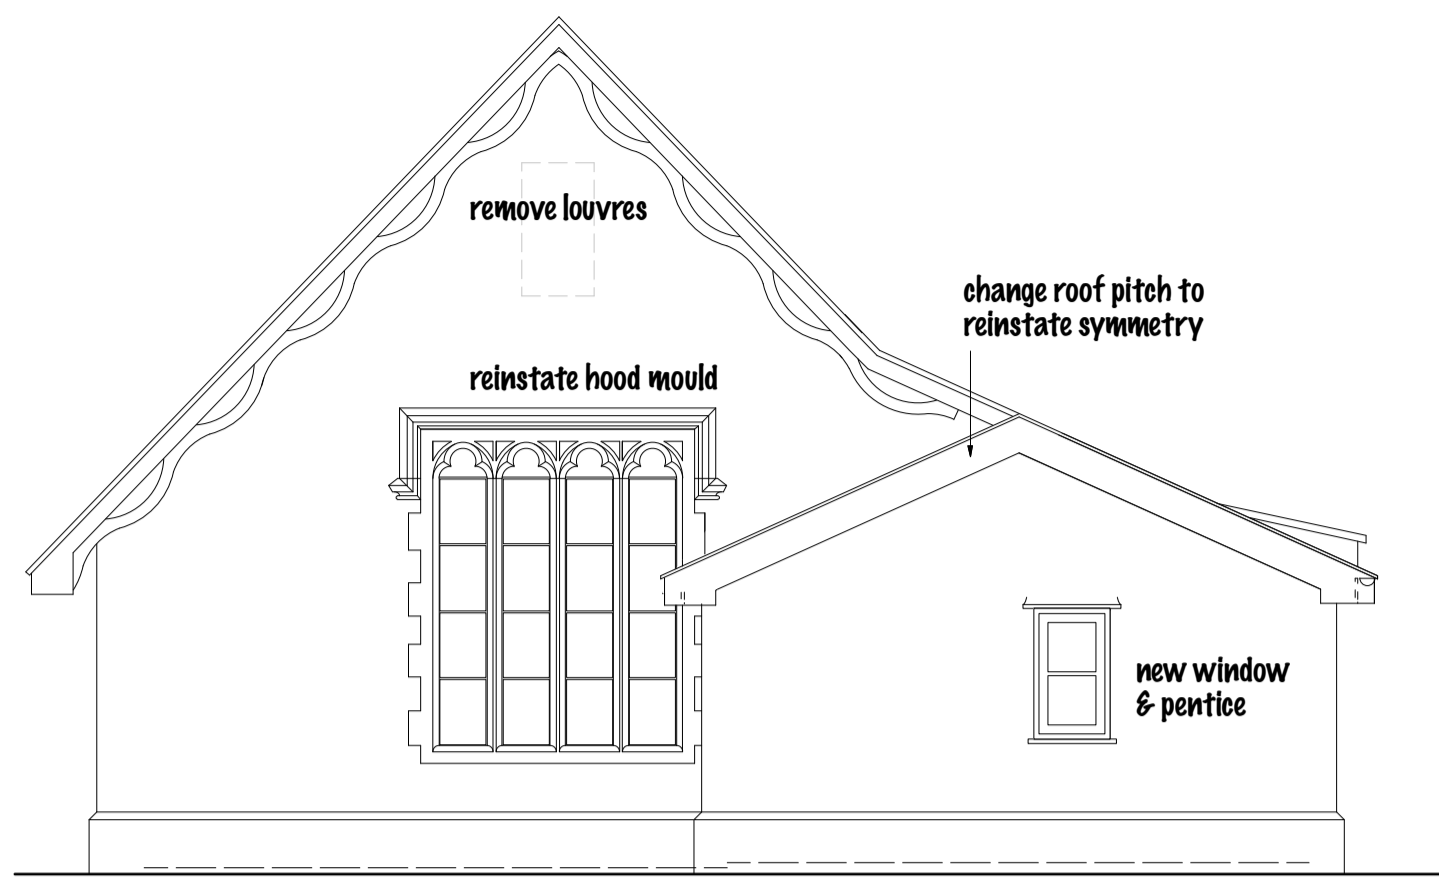 remove louvres
change roof pitch to
reinstate symmetry
reinstate hood mould
new window
& pentice